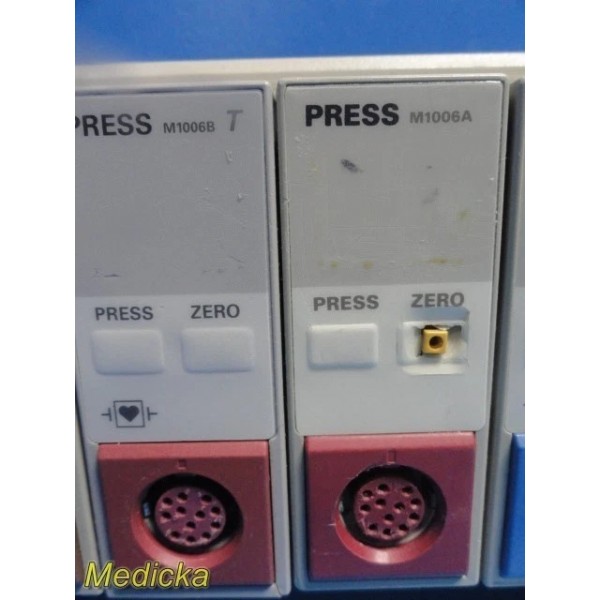 PRESS M1006B T
PRESS M1006A
PRESS ZERO
PRESS ZERO
Medicka